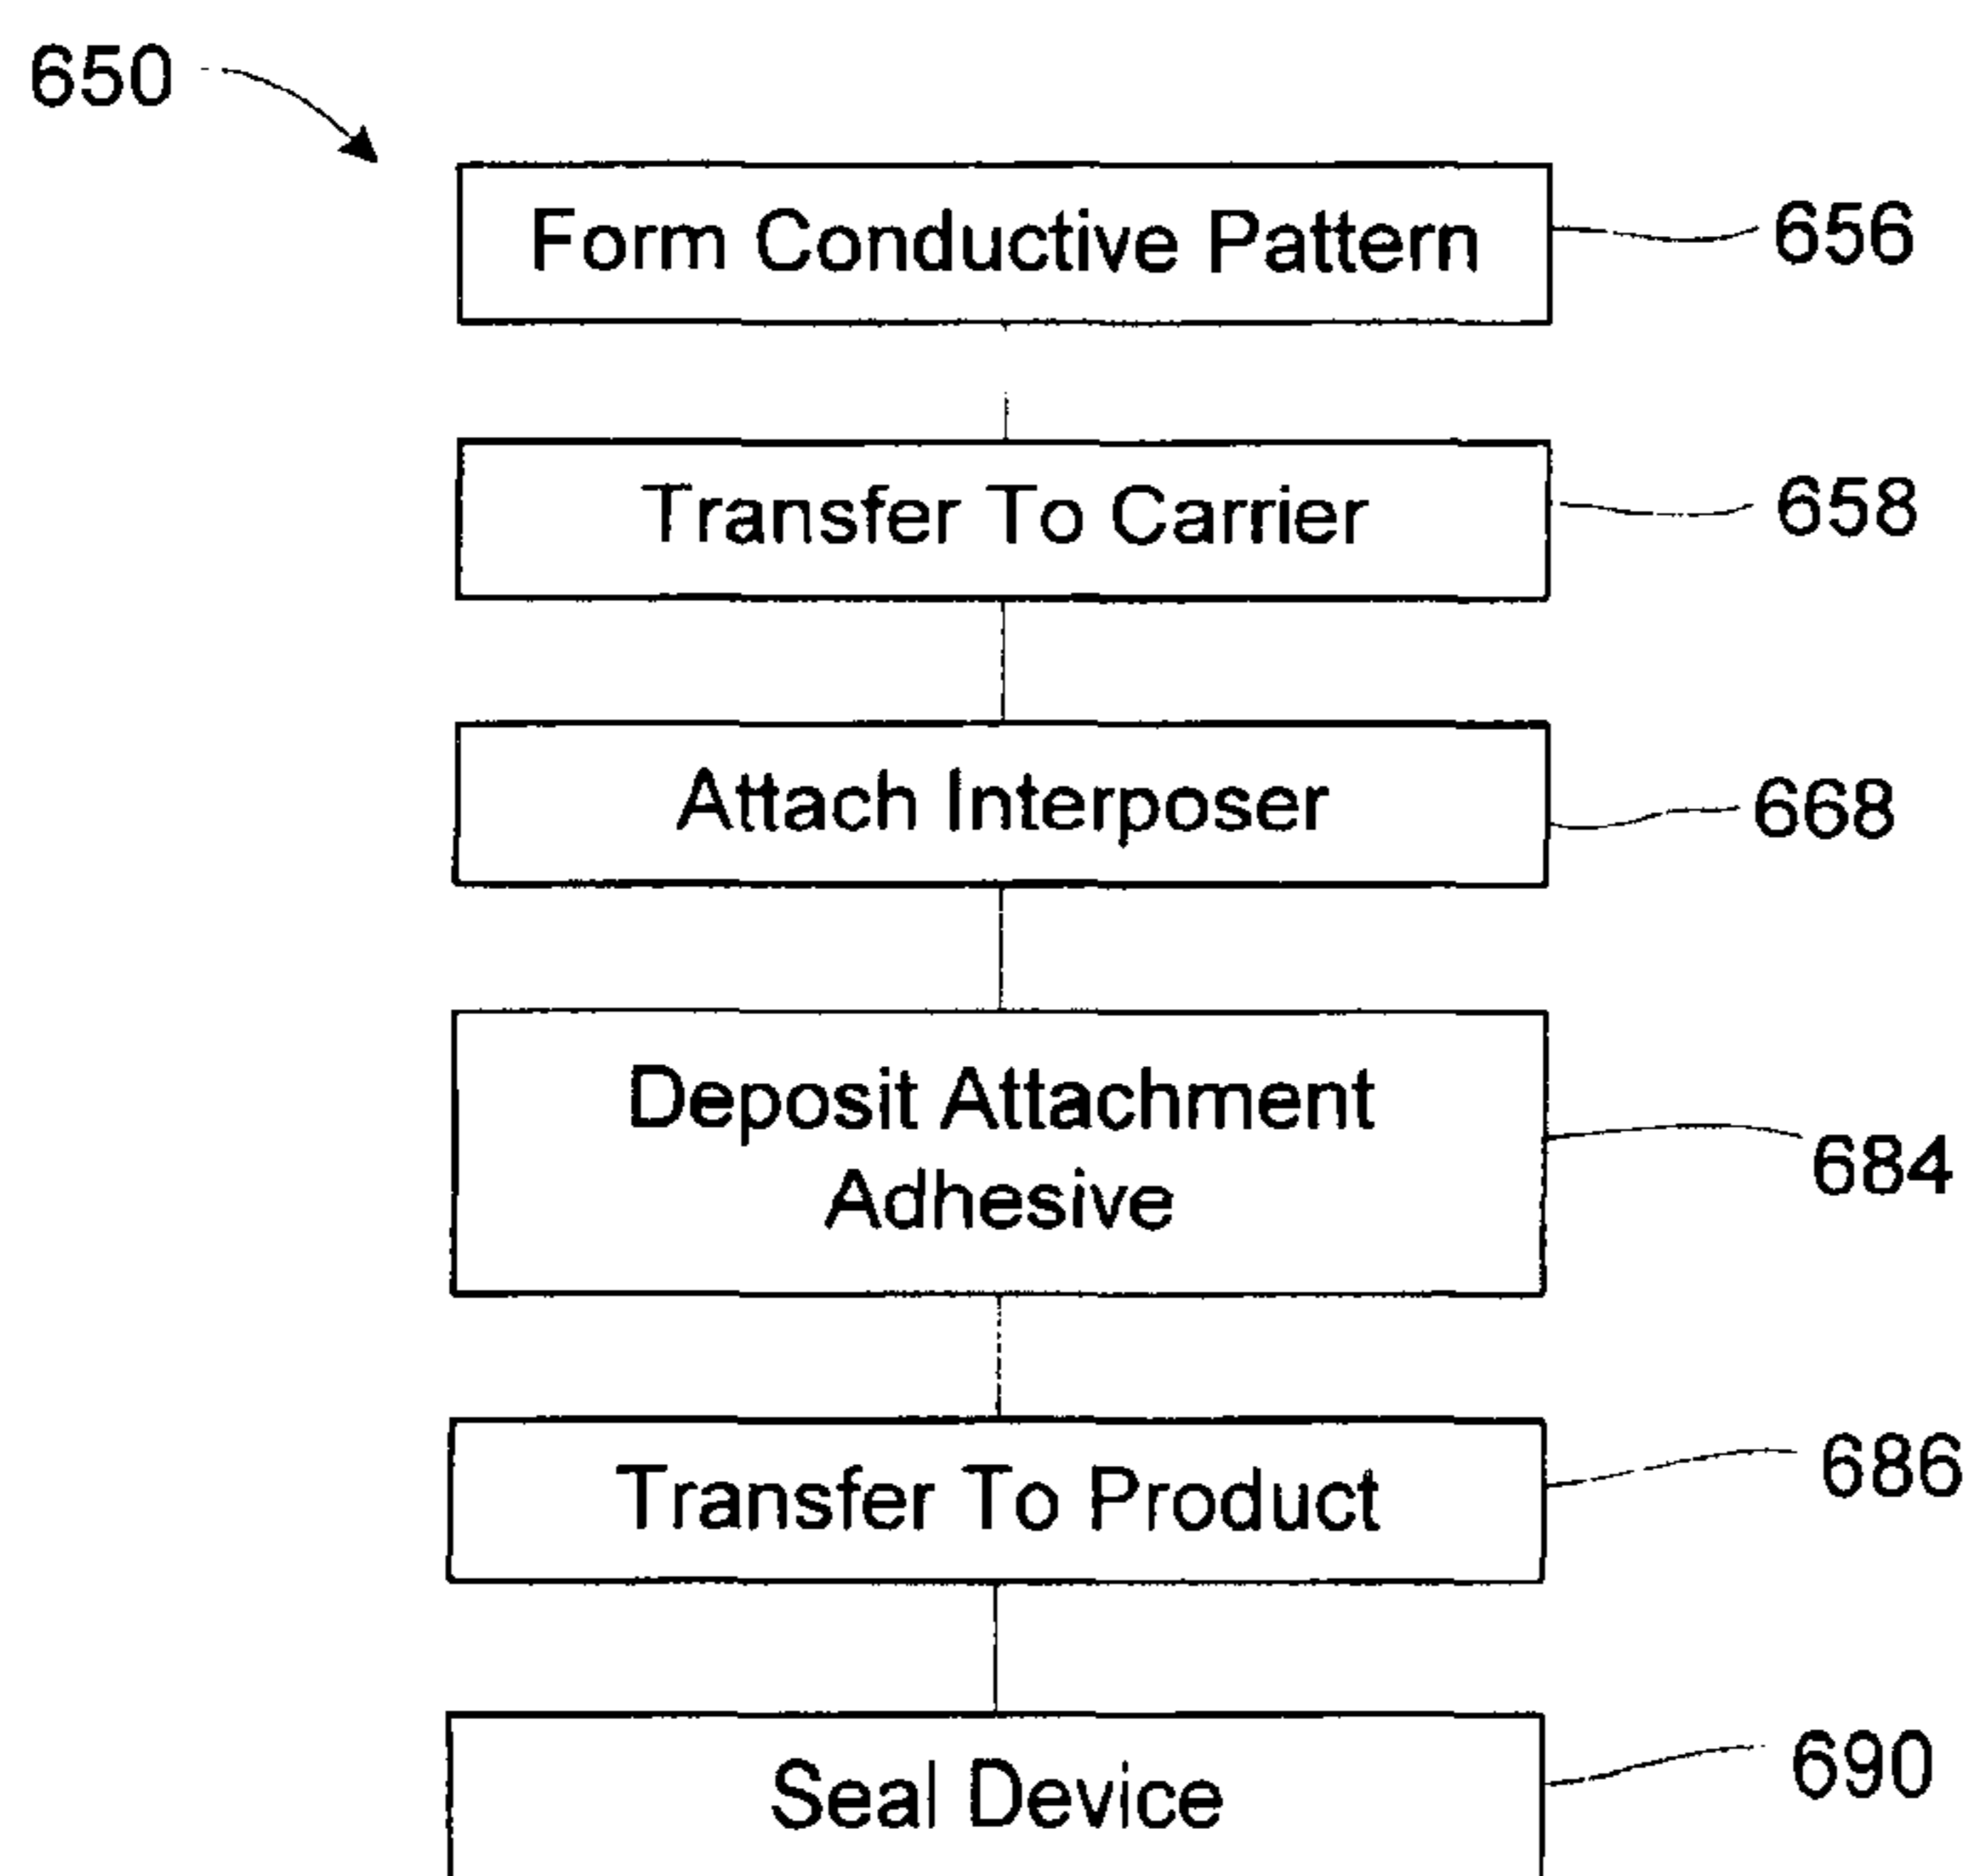 650
Form Conductive Pattern
656
Transfer To Carrier
658
Attach Interposer
668
Deposit Attachment
Adhesive
684
Transfer To Product
686
Seal Device
690